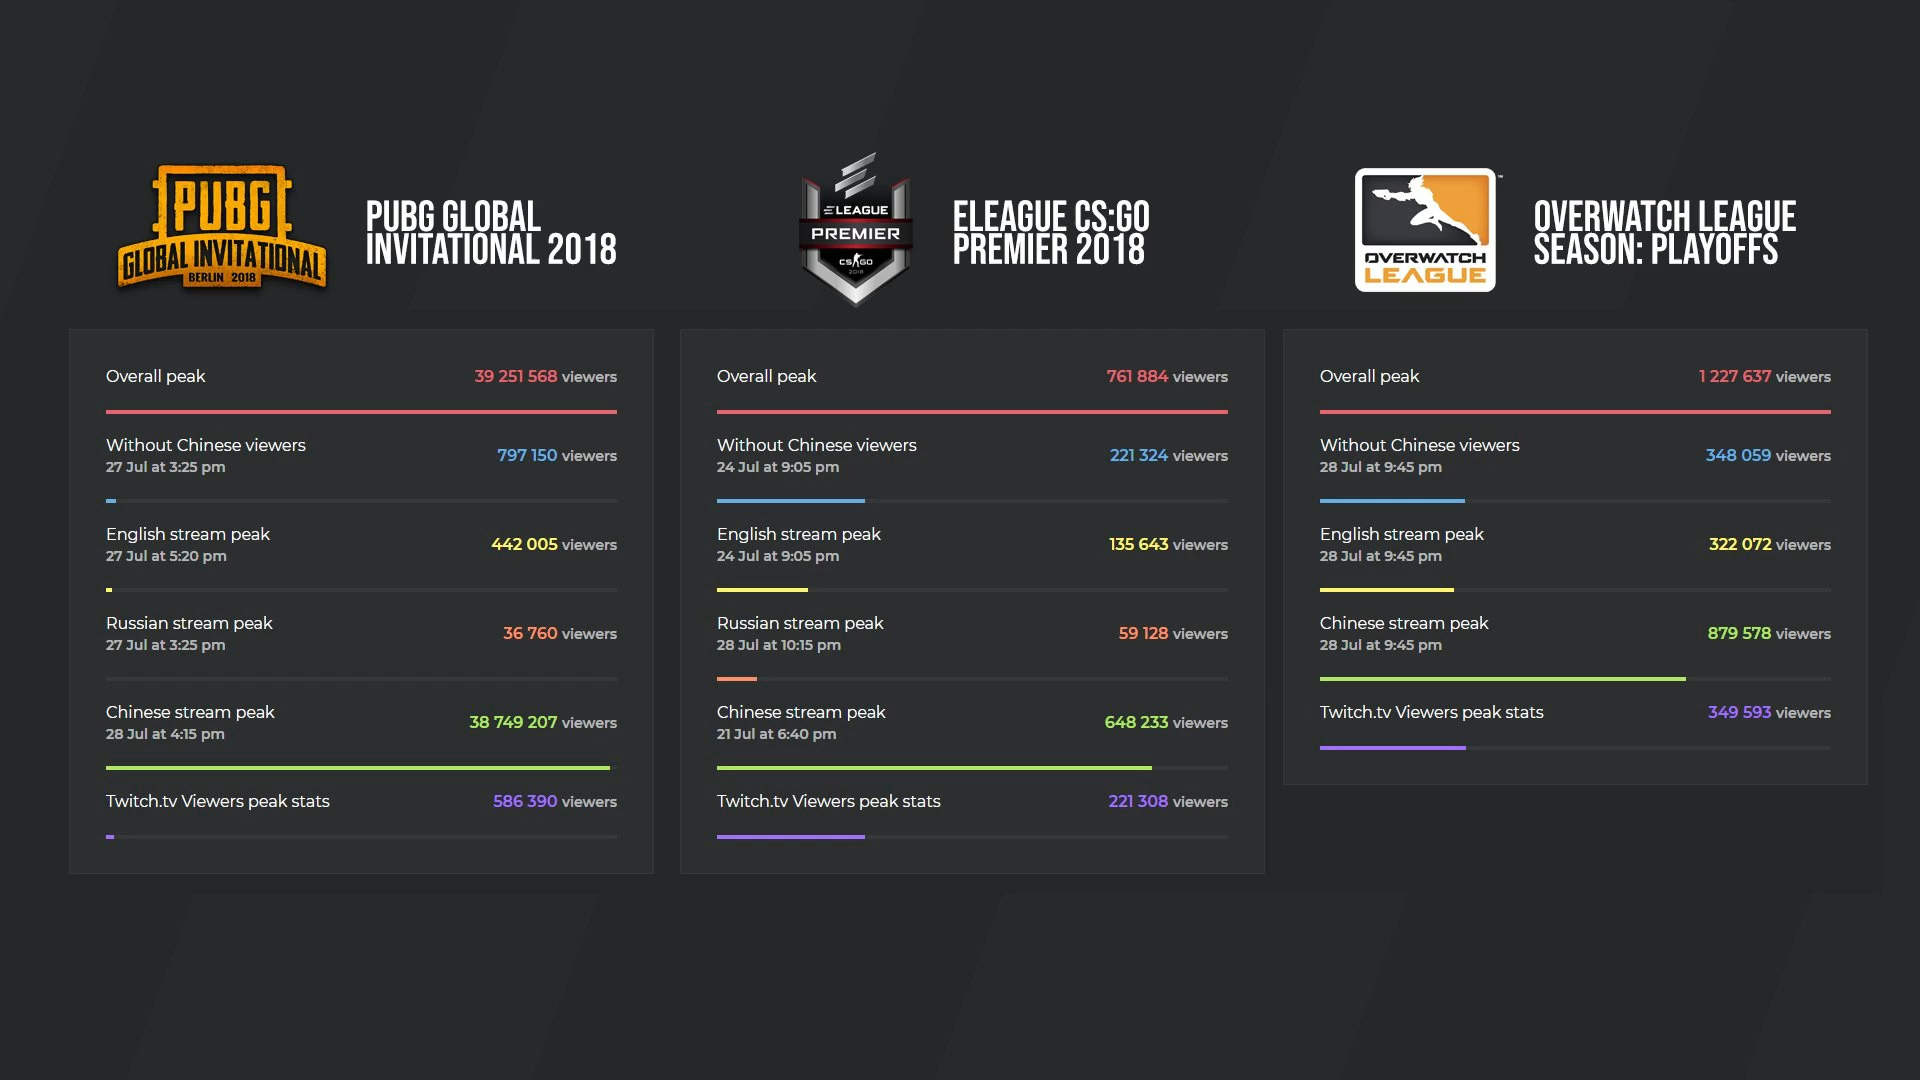 PUBG
GLOBAL INVITATIONAL
BERLIN 2018
PUBG GLOBAL
INVITATIONAL 2018
Overall peak 39 251 568 viewers
Without Chinese viewers
27 Jul at 3:25 pm
797 150 viewers
English stream peak
27 Jul at 5:20 pm
442 005 viewers
Russian stream peak
27 Jul at 3:25 pm
36 760 viewers
Chinese stream peak
28 Jul at 4:15 pm
38 749 207 viewers
Twitch.tv Viewers peak stats 586 390 viewers
ELEAGUE
PREMIER
CS GO
2018
ELEAGUE CS:GO
PREMIER 2018
Overall peak 761 884 viewers
Without Chinese viewers
24 Jul at 9:05 pm
221 324 viewers
English stream peak
24 Jul at 9:05 pm
135 643 viewers
Russian stream peak
28 Jul at 10:15 pm
59 128 viewers
Chinese stream peak
21 Jul at 6:40 pm
648 233 viewers
Twitch.tv Viewers peak stats 221 308 viewers
OVERWATCH
LEAGUE
™
OVERWATCH LEAGUE
SEASON: PLAYOFFS
Overall peak 1 227 637 viewers
Without Chinese viewers
28 Jul at 9:45 pm
348 059 viewers
English stream peak
28 Jul at 9:45 pm
322 072 viewers
Chinese stream peak
28 Jul at 9:45 pm
879 578 viewers
Twitch.tv Viewers peak stats 349 593 viewers